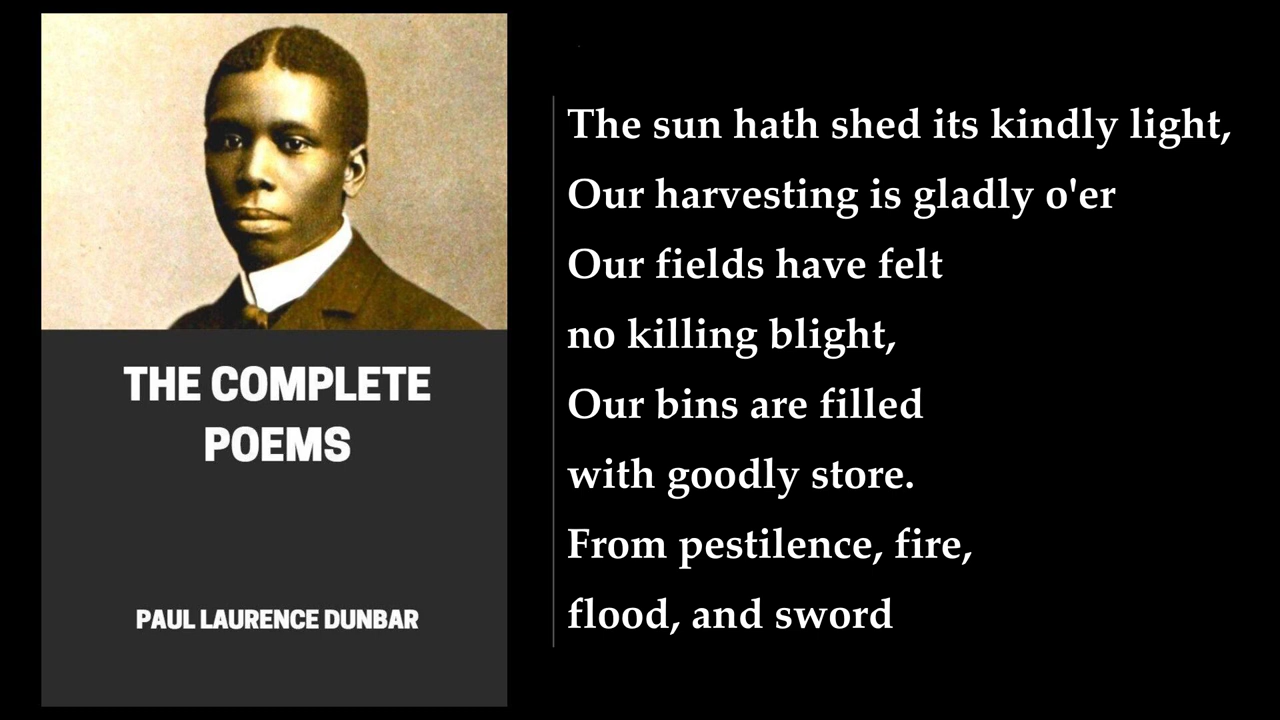 THE COMPLETE
POEMS
PAUL LAURENCE DUNBAR
The sun hath shed its kindly light,
Our harvesting is gladly o'er
Our fields have felt
no killing blight,
Our bins are filled
with goodly store.
From pestilence, fire,
flood, and sword